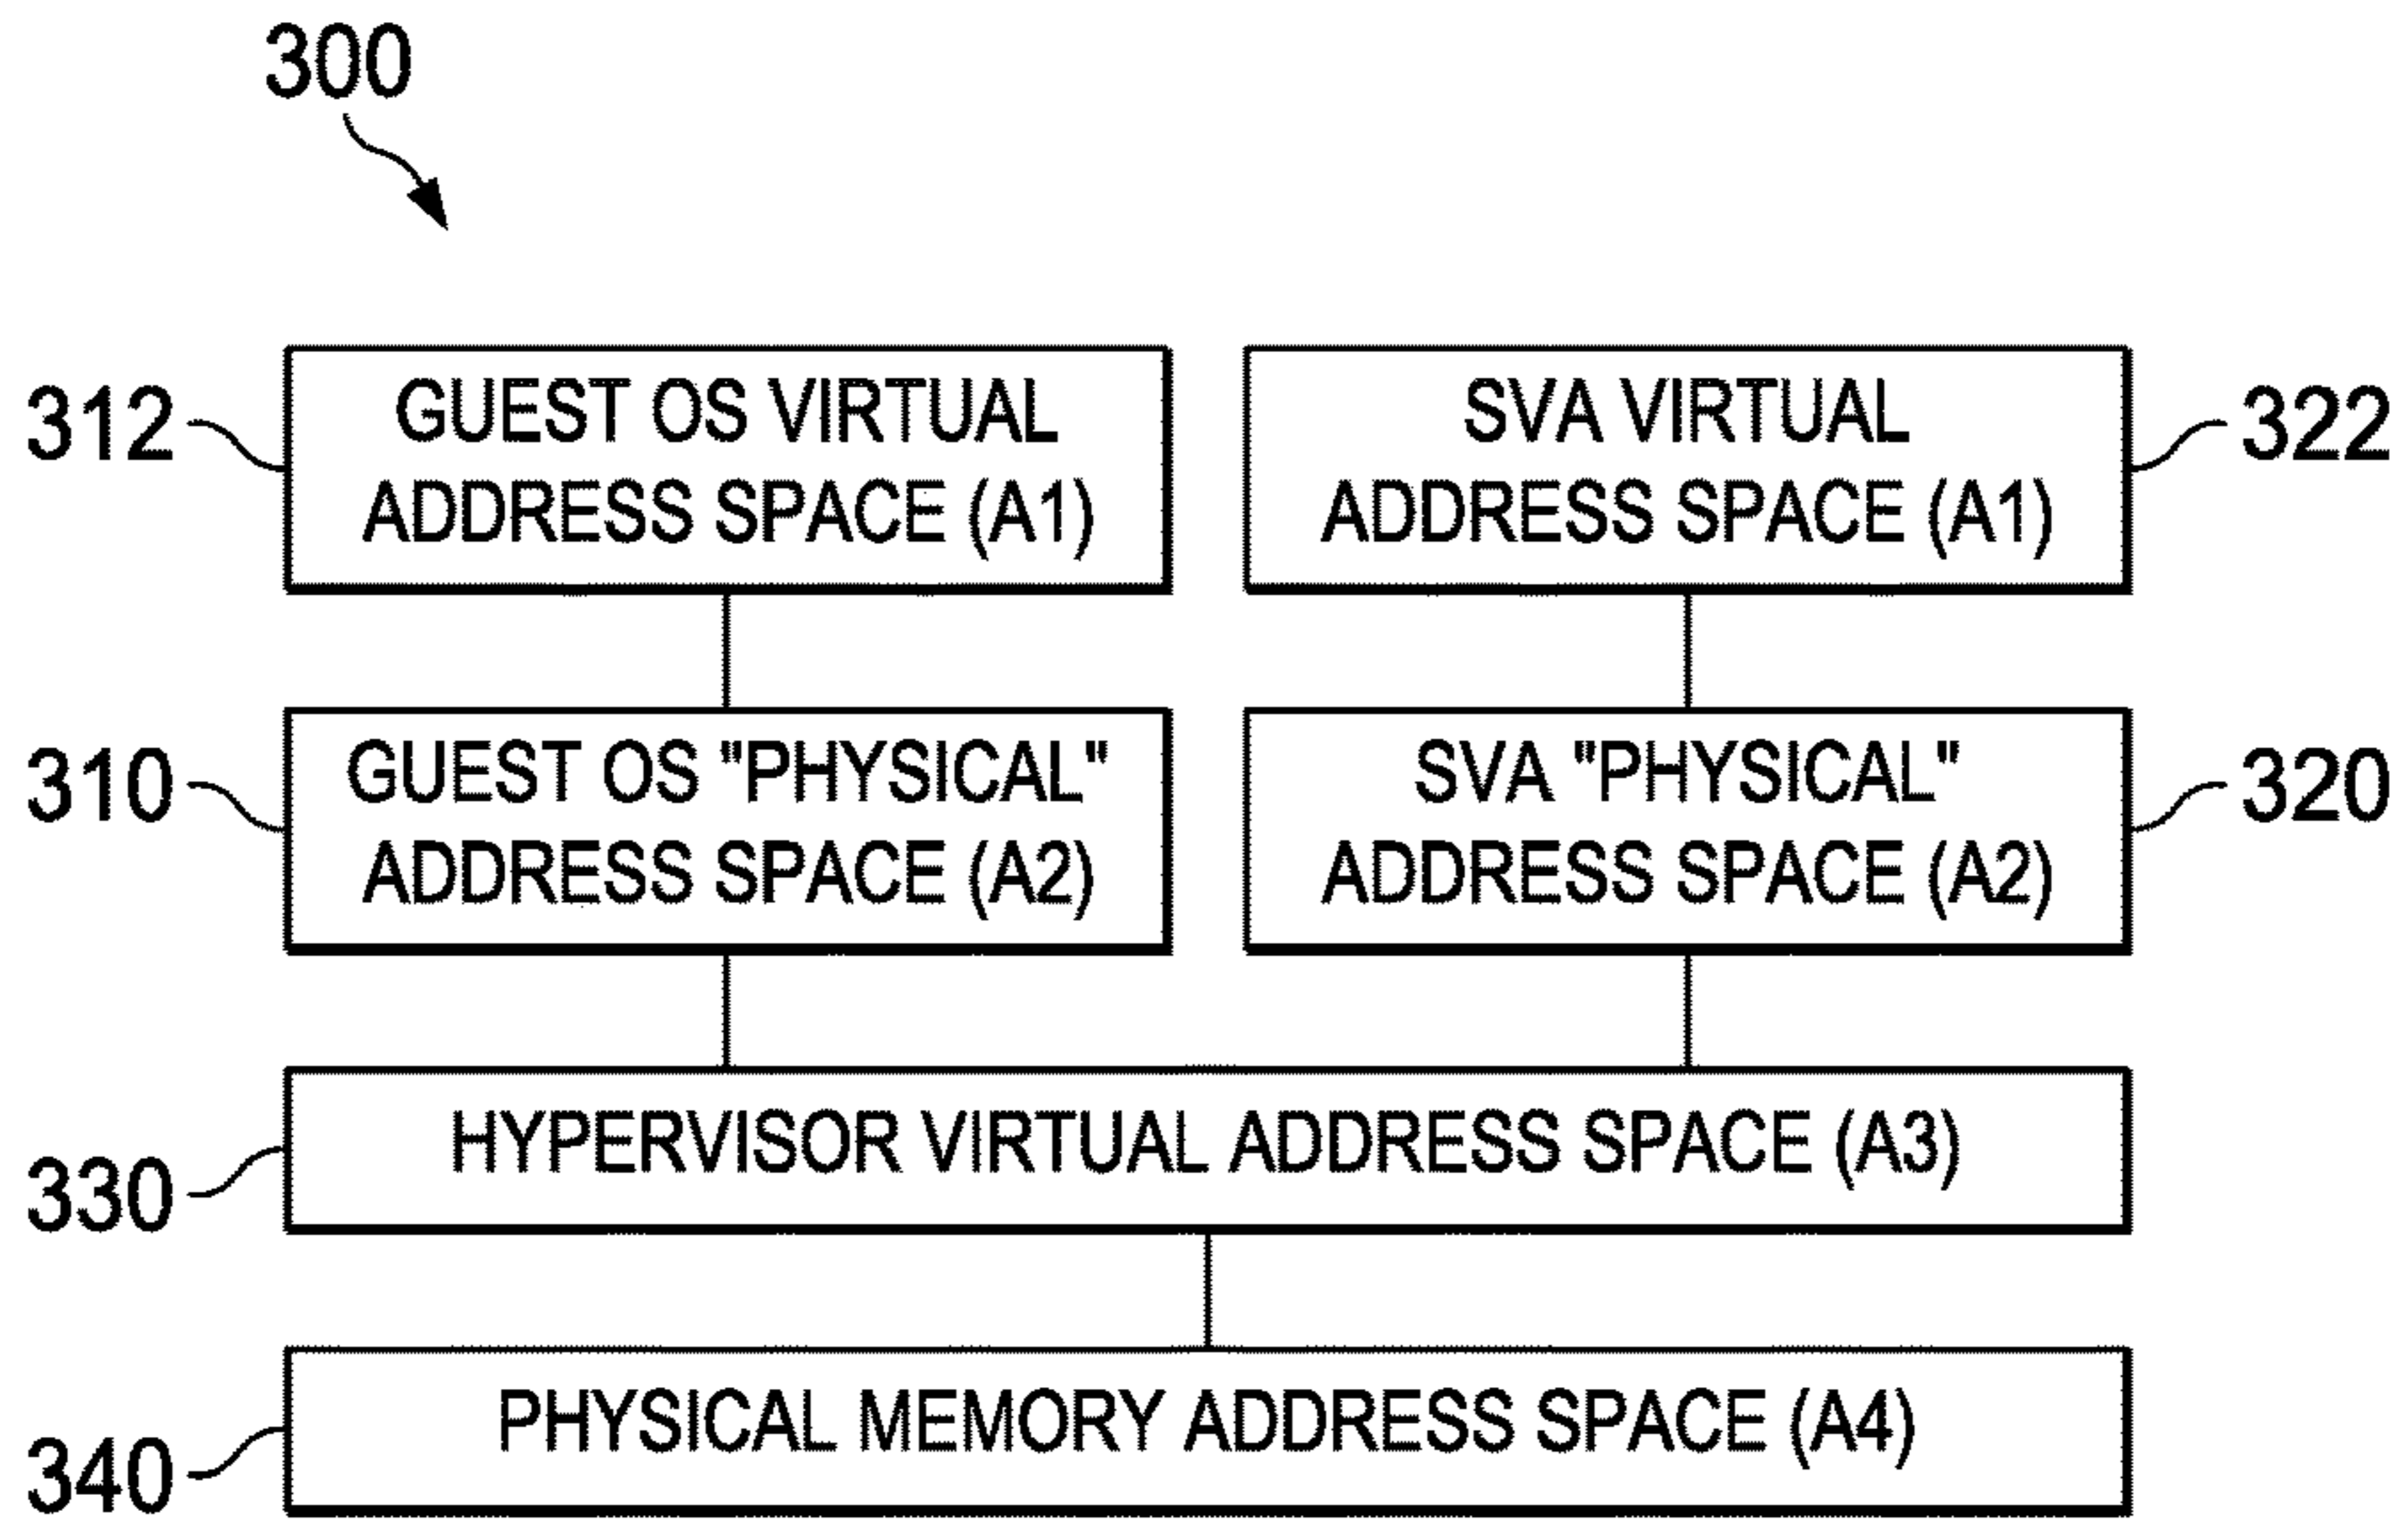 300
312
GUEST OS VIRTUAL
ADDRESS SPACE (A1)
SVA VIRTUAL
ADDRESS SPACE (A1)
322
310
GUEST OS "PHYSICAL"
ADDRESS SPACE (A2)
SVA "PHYSICAL"
ADDRESS SPACE (A2)
320
330
HYPERVISOR VIRTUAL ADDRESS SPACE (A3)
340
PHYSICAL MEMORY ADDRESS SPACE (A4)